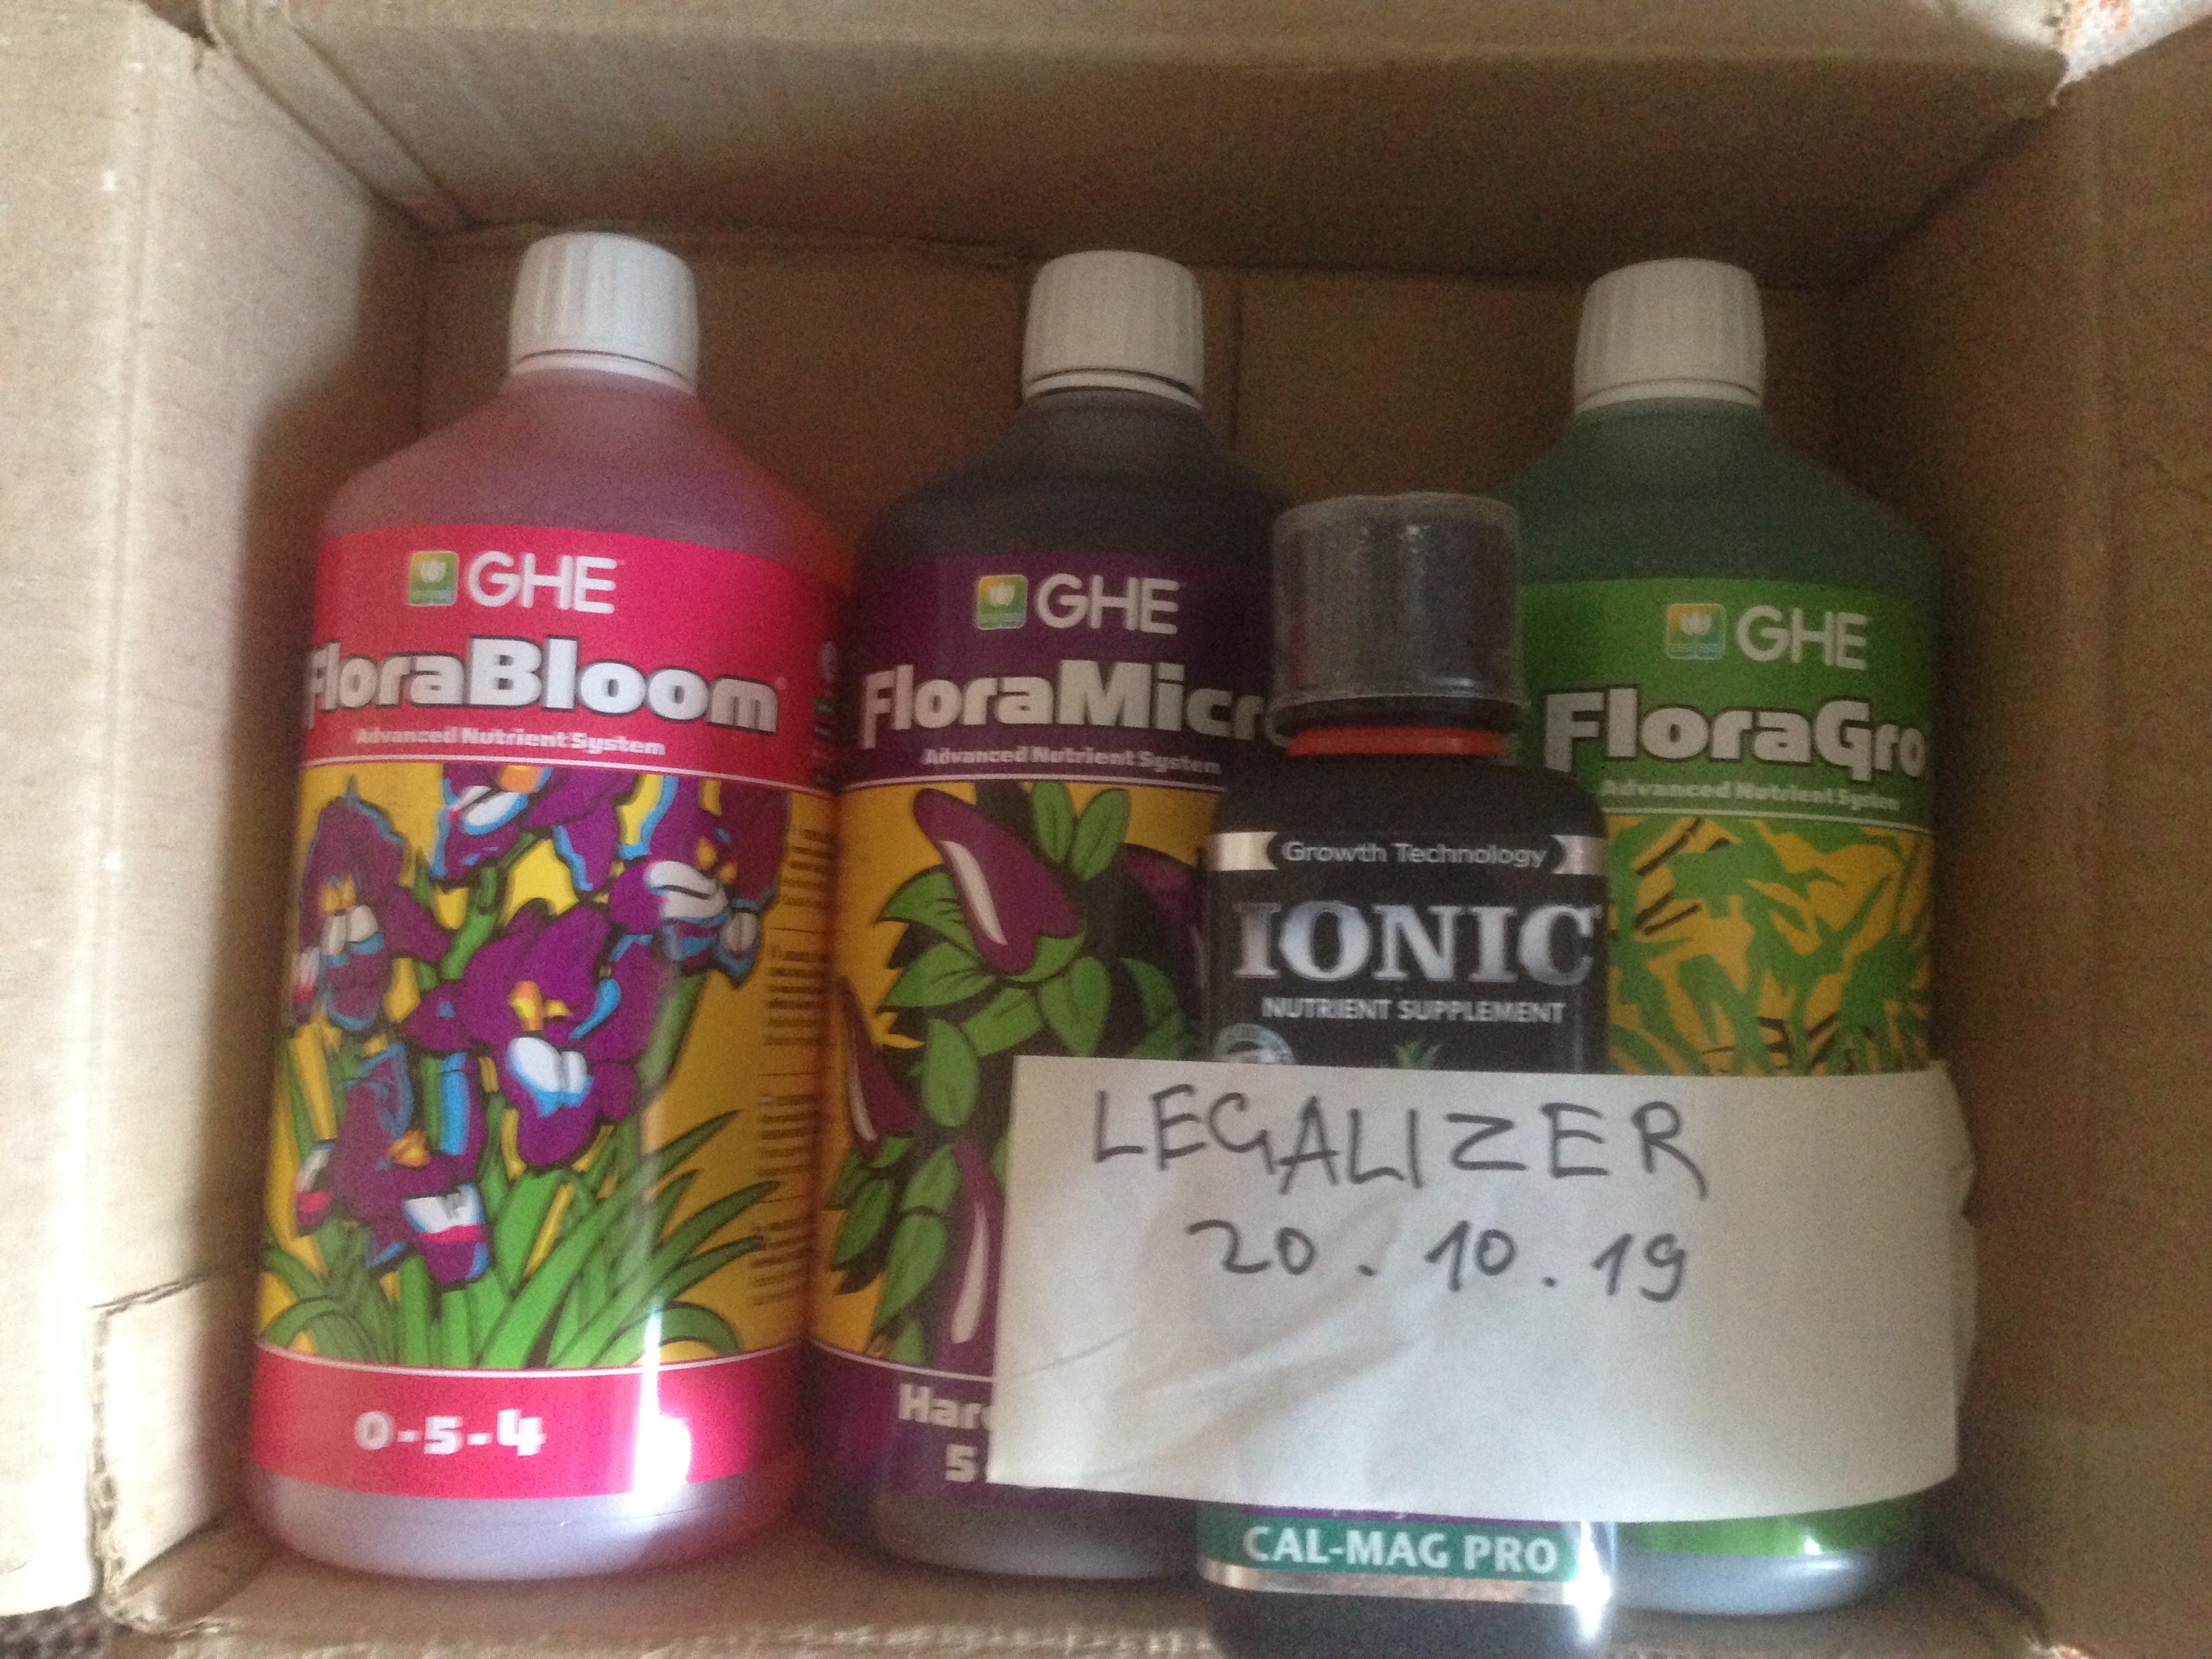 GHE
FloraBloom
Advanced Nutrient System
0-5-4
GHE
FloraMicr
Advanced Nutrient System
5
GHE
FloraGro
Advanced Nutrient System
Growth Technology
IONIC
NUTRIENT SUPPLEMENT
CAL-MAG PRO
LEGALIZER
20.10.19